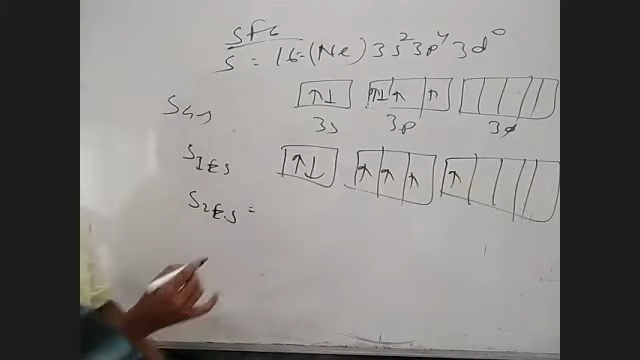 SF6
S = 16 = (Ne) 3s² 3p⁴ 3d⁰
SGS ↑↓ ↑↓ ↑ ↑
3s 3p 3d
S1ES ↑↓ ↑ ↑ ↑ ↑
S2ES =